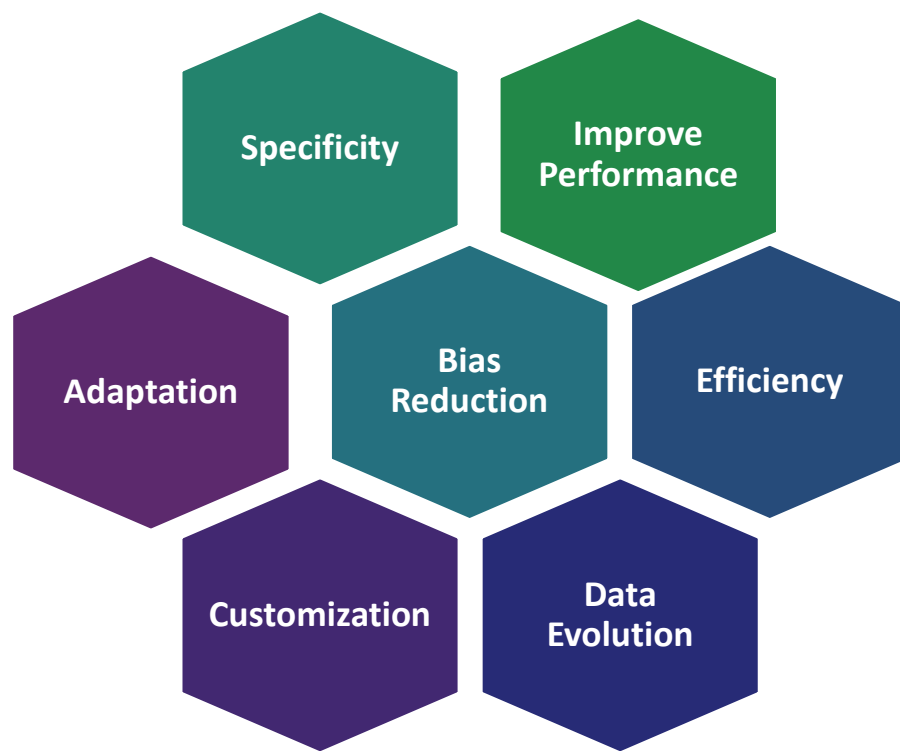 Specificity
Improve
Performance
Adaptation
Bias
Reduction
Efficiency
Customization
Data
Evolution